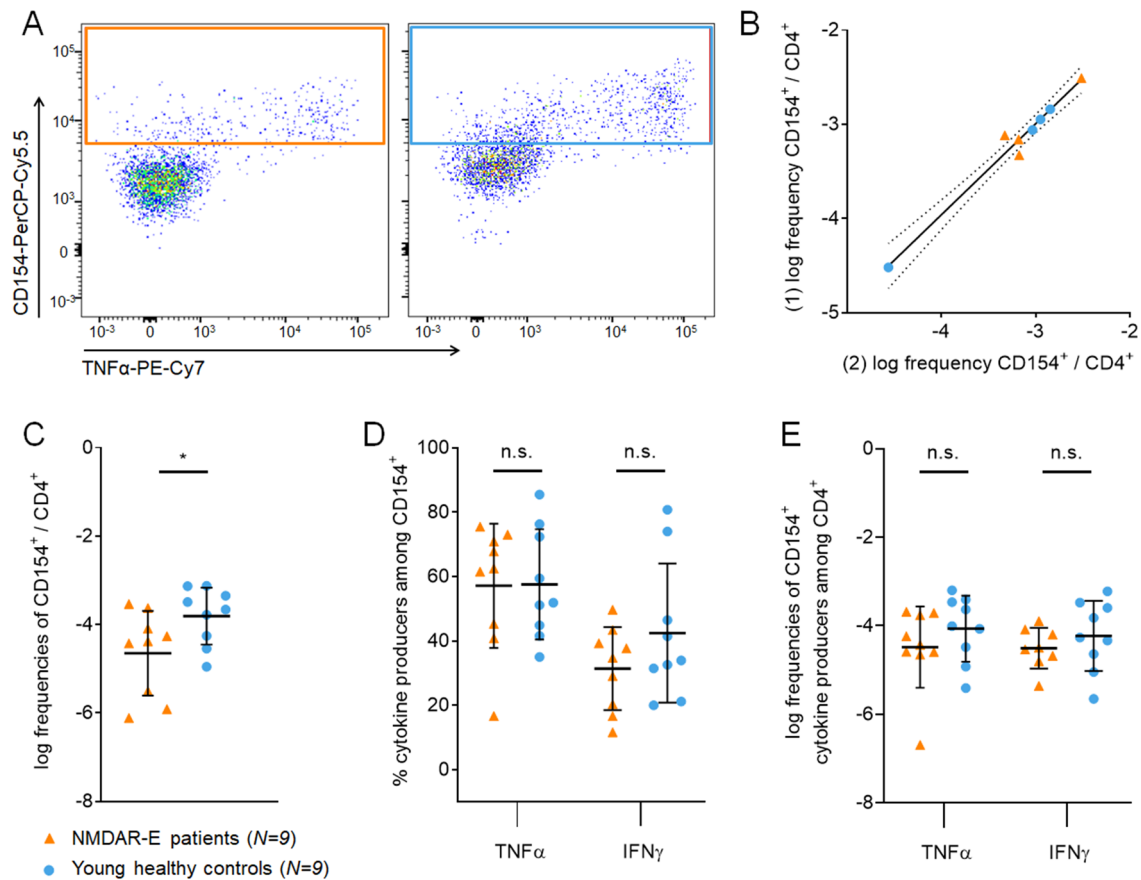 A
10⁵
10⁴
10³
0
10⁻³
CD154-PerCP-Cy5.5
10⁻³ 0 10³ 10⁴ 10⁵
10⁻³ 0 10³ 10⁴ 10⁵
TNFα-PE-Cy7
B
-2
-3
-4
-5
(1) log frequency CD154⁺ / CD4⁺
-4 -3 -2
(2) log frequency CD154⁺ / CD4⁺
C
0
-2
-4
-6
-8
log frequencies of CD154⁺ / CD4⁺
*
D
100
80
60
40
20
0
% cytokine producers among CD154⁺
n.s. n.s.
TNFα IFNγ
E
0
-2
-4
-6
-8
log frequencies of CD154⁺
cytokine producers among CD4⁺
n.s. n.s.
TNFα IFNγ
NMDAR-E patients (N=9)
Young healthy controls (N=9)